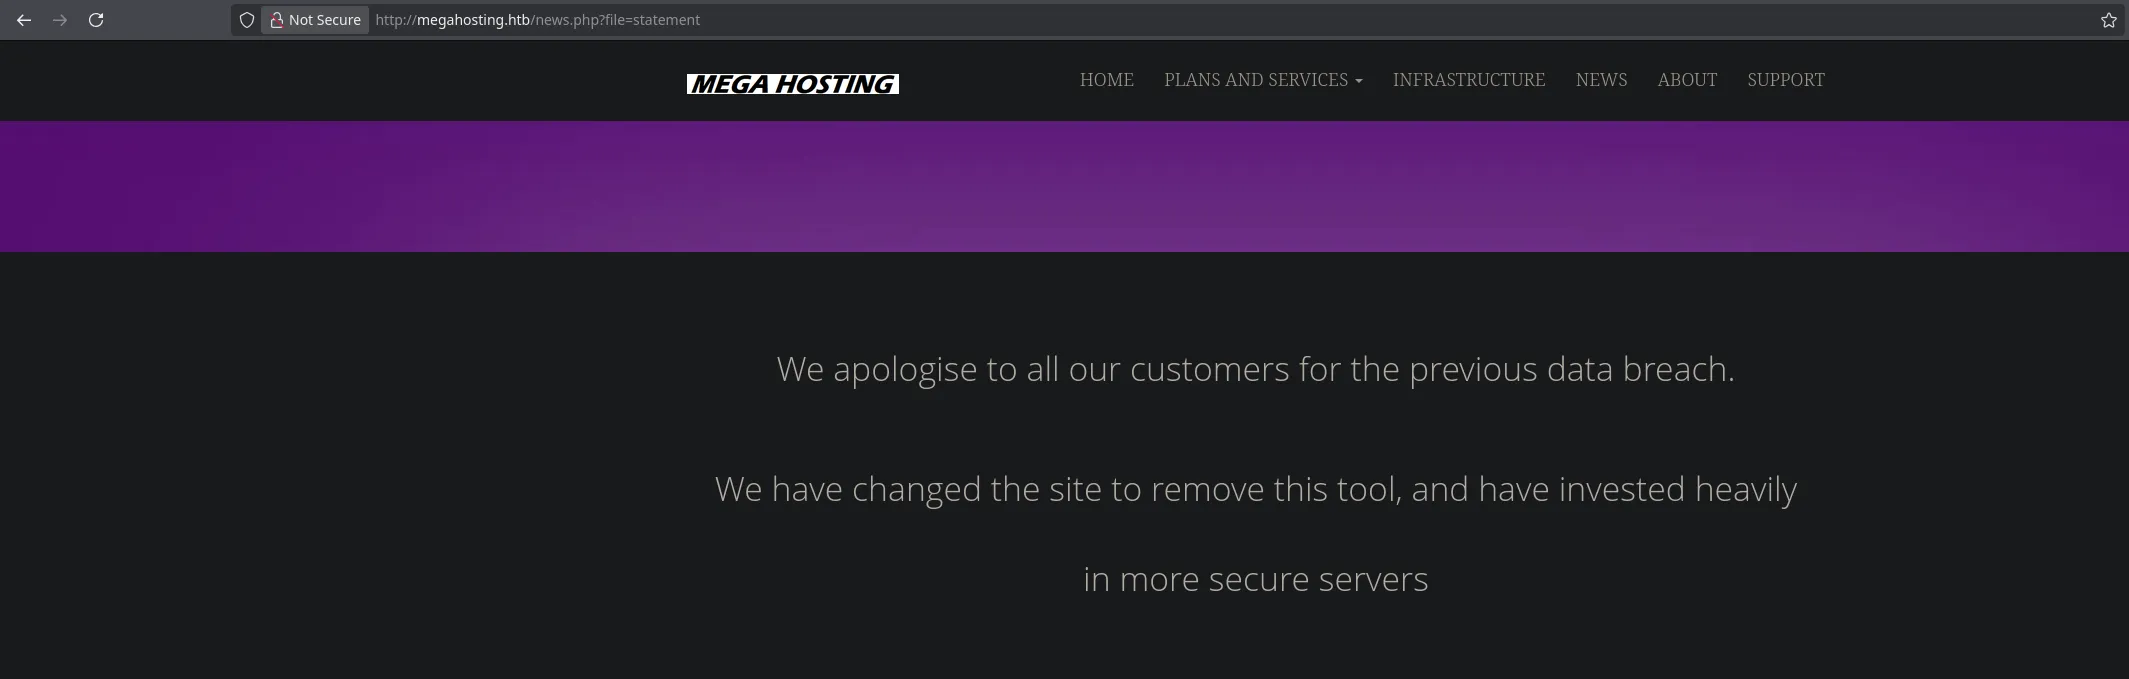 Not Secure http://megahosting.htb/news.php?file=statement
MEGA HOSTING HOME PLANS AND SERVICES INFRASTRUCTURE NEWS ABOUT SUPPORT
We apologise to all our customers for the previous data breach.
We have changed the site to remove this tool, and have invested heavily
in more secure servers